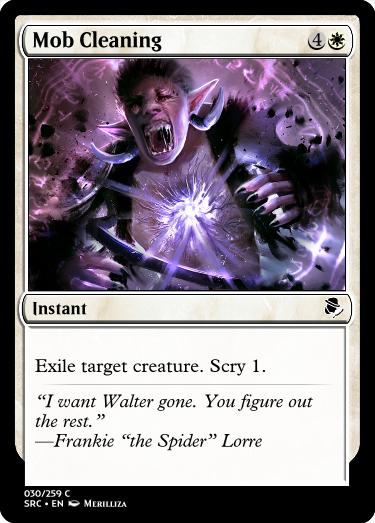 Mob Cleaning 4
Instant
Exile target creature. Scry 1.
“I want Walter gone. You figure out
the rest.”
—Frankie “the Spider” Lorre
030/259 C
SRC • EN Merilliza